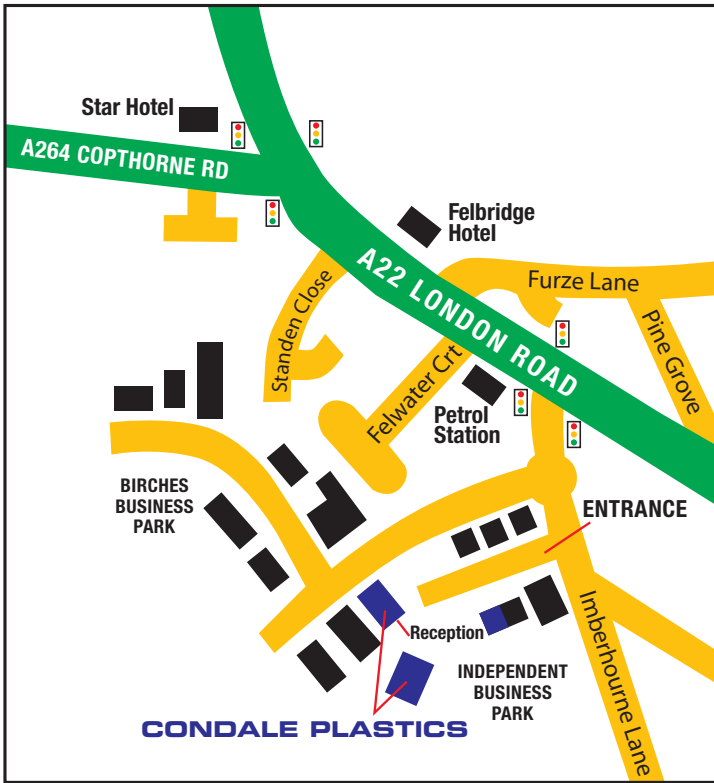 Star Hotel
A264 COPTHORNE RD
Felbridge
Hotel
A22 LONDON ROAD
Furze Lane
Standen Close
Pine Grove
Felwater Crt
Petrol
Station
BIRCHES
BUSINESS
PARK
ENTRANCE
Reception
Imberhourne Lane
INDEPENDENT
BUSINESS
PARK
CONDALE PLASTICS